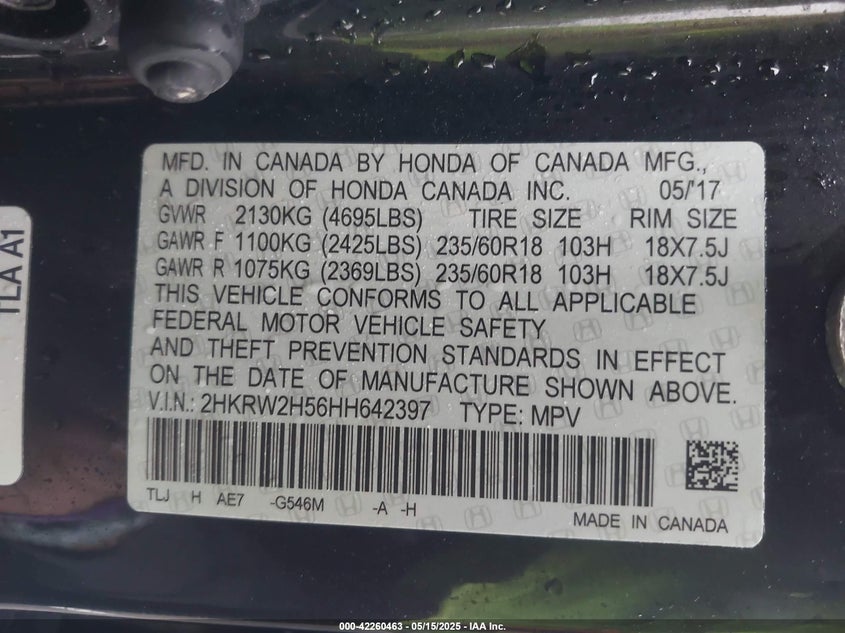 MFD. IN CANADA BY HONDA OF CANADA MFG.,
A DIVISION OF HONDA CANADA INC. 05/'17
GVWR 2130KG (4695LBS) TIRE SIZE RIM SIZE
GAWR F 1100KG (2425LBS) 235/60R18 103H 18X7.5J
GAWR R 1075KG (2369LBS) 235/60R18 103H 18X7.5J
THIS VEHICLE CONFORMS TO ALL APPLICABLE
FEDERAL MOTOR VEHICLE SAFETY
AND THEFT PREVENTION STANDARDS IN EFFECT
ON THE DATE OF MANUFACTURE SHOWN ABOVE.
V.I.N.: 2HKRW2H56HH642397 TYPE: MPV
TLJ H AE7 -G546M -A -H
MADE IN CANADA
TLA A1
000-42260463 - 05/15/2025 - IAA Inc.